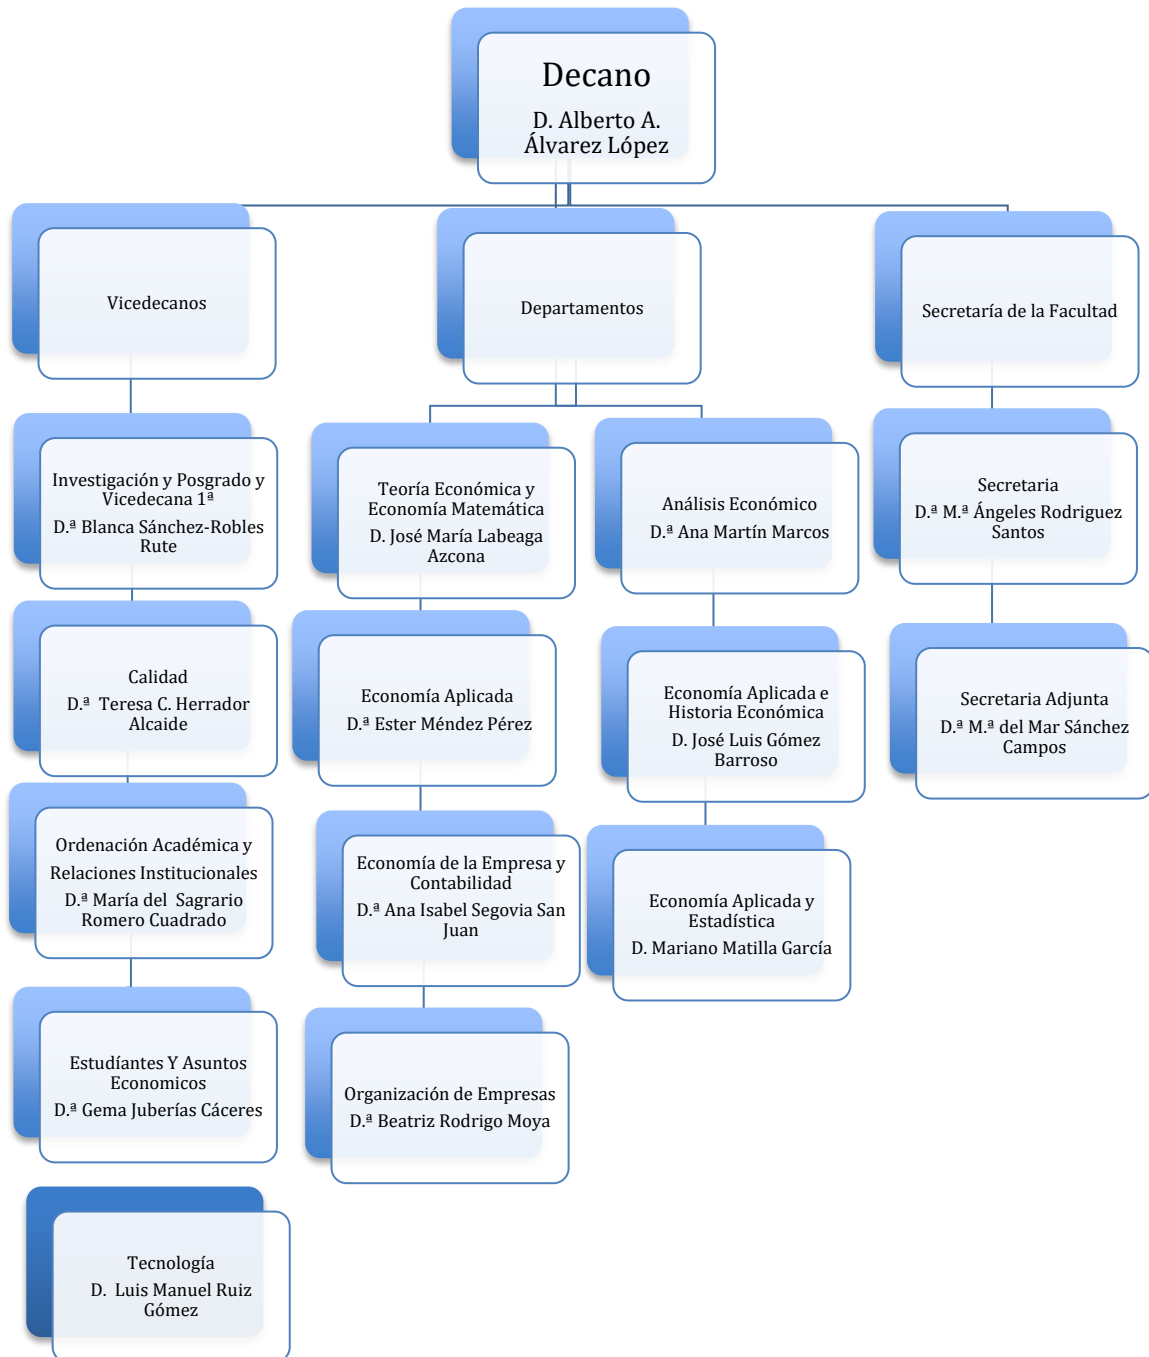 Decano
D. Alberto A.
Álvarez López
Vicedecanos
Departamentos
Secretaría de la Facultad
Investigación y Posgrado y
Vicedecana 1ª
D.ª Blanca Sánchez-Robles
Rute
Calidad
D.ª Teresa C. Herrador
Alcaide
Ordenación Académica y
Relaciones Institucionales
D.ª María del Sagrario
Romero Cuadrado
Estudíantes Y Asuntos
Economicos
D.ª Gema Juberías Cáceres
Tecnología
D. Luis Manuel Ruiz
Gómez
Teoría Económica y
Economía Matemática
D. José María Labeaga
Azcona
Economía Aplicada
D.ª Ester Méndez Pérez
Economía de la Empresa y
Contabilidad
D.ª Ana Isabel Segovia San
Juan
Organización de Empresas
D.ª Beatriz Rodrigo Moya
Análisis Económico
D.ª Ana Martín Marcos
Economía Aplicada e
Historia Económica
D. José Luis Gómez
Barroso
Economía Aplicada y
Estadística
D. Mariano Matilla García
Secretaria
D.ª M.ª Ángeles Rodriguez
Santos
Secretaria Adjunta
D.ª M.ª del Mar Sánchez
Campos